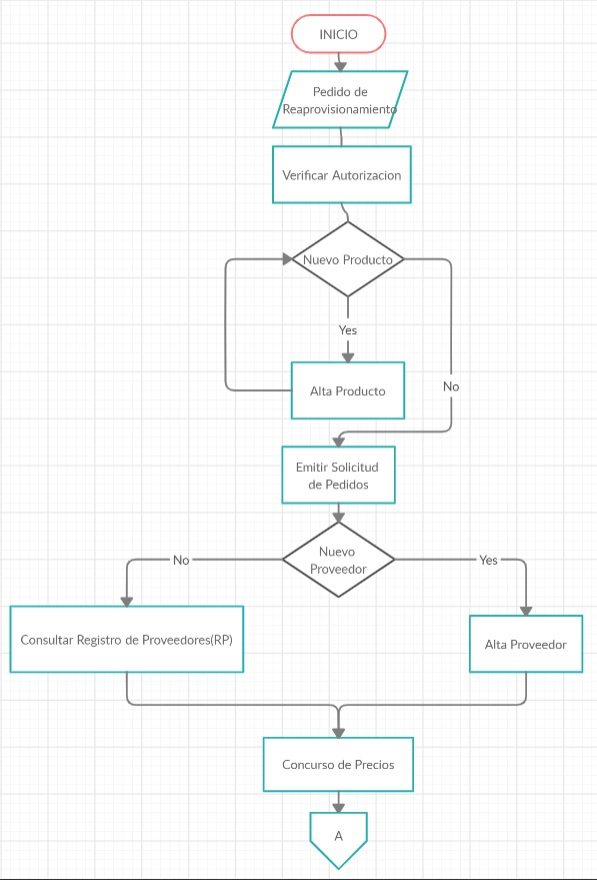 INICIO
Pedido de
Reaprovisionamiento
Verificar Autorizacion
Nuevo Producto
Yes
Alta Producto
No
Emitir Solicitud
de Pedidos
Nuevo
Proveedor
No
Yes
Consultar Registro de Proveedores(RP)
Alta Proveedor
Concurso de Precios
A